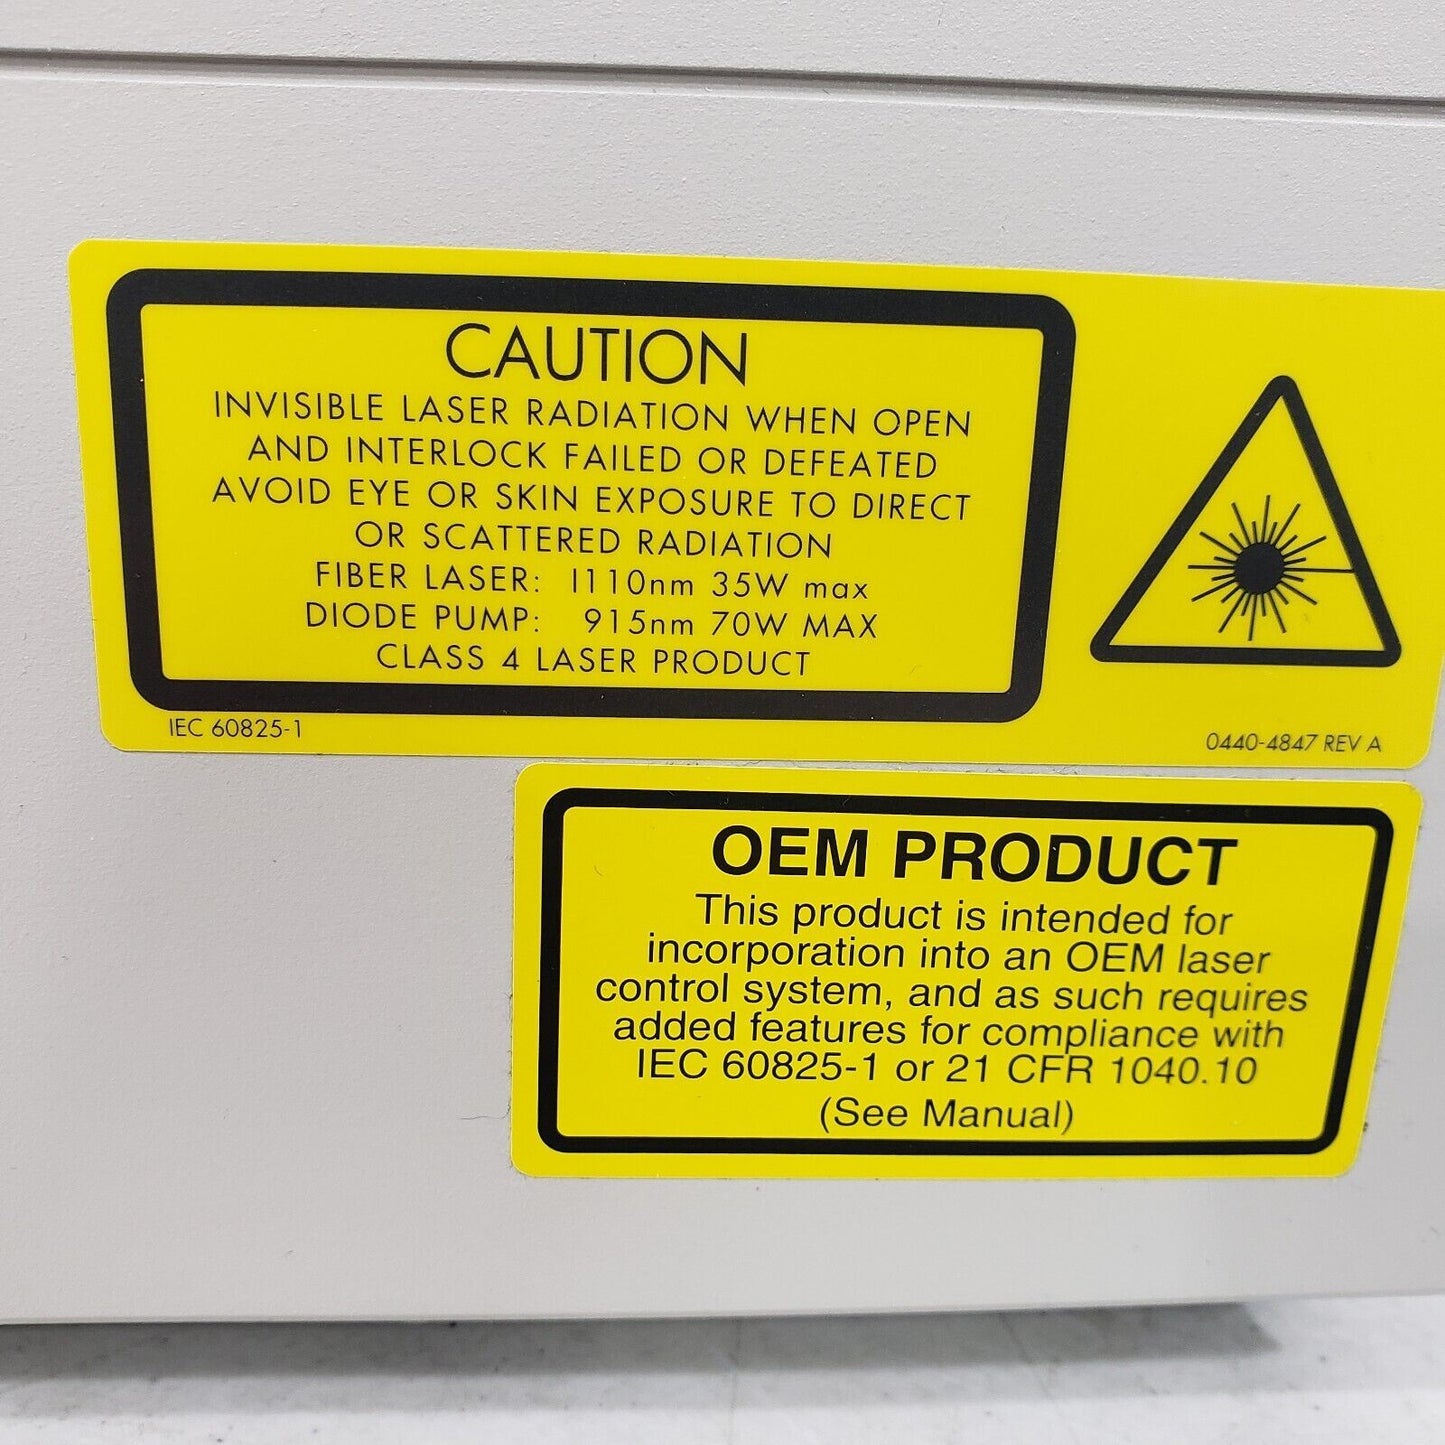 CAUTION
INVISIBLE LASER RADIATION WHEN OPEN
AND INTERLOCK FAILED OR DEFEATED
AVOID EYE OR SKIN EXPOSURE TO DIRECT
OR SCATTERED RADIATION
FIBER LASER: 1110nm 35W max
DIODE PUMP: 915nm 70W MAX
CLASS 4 LASER PRODUCT
IEC 60825-1
0440-4847 REV A
OEM PRODUCT
This product is intended for
incorporation into an OEM laser
control system, and as such requires
added features for compliance with
IEC 60825-1 or 21 CFR 1040.10
(See Manual)